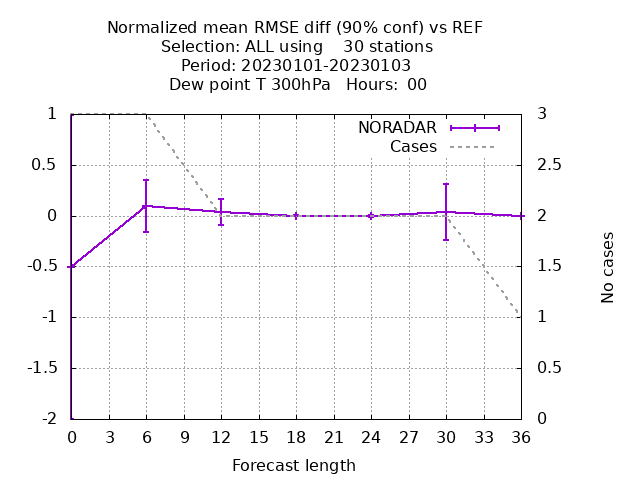 Normalized mean RMSE diff (90% conf) vs REF
Selection: ALL using    30 stations
Period: 20230101-20230103
Dew point T 300hPa   Hours:  00
NORADAR
Cases
1
0.5
0
-0.5
-1
-1.5
-2
3
2.5
2
1.5
1
0.5
0
No cases
0 3 6 9 12 15 18 21 24 27 30 33 36
Forecast length